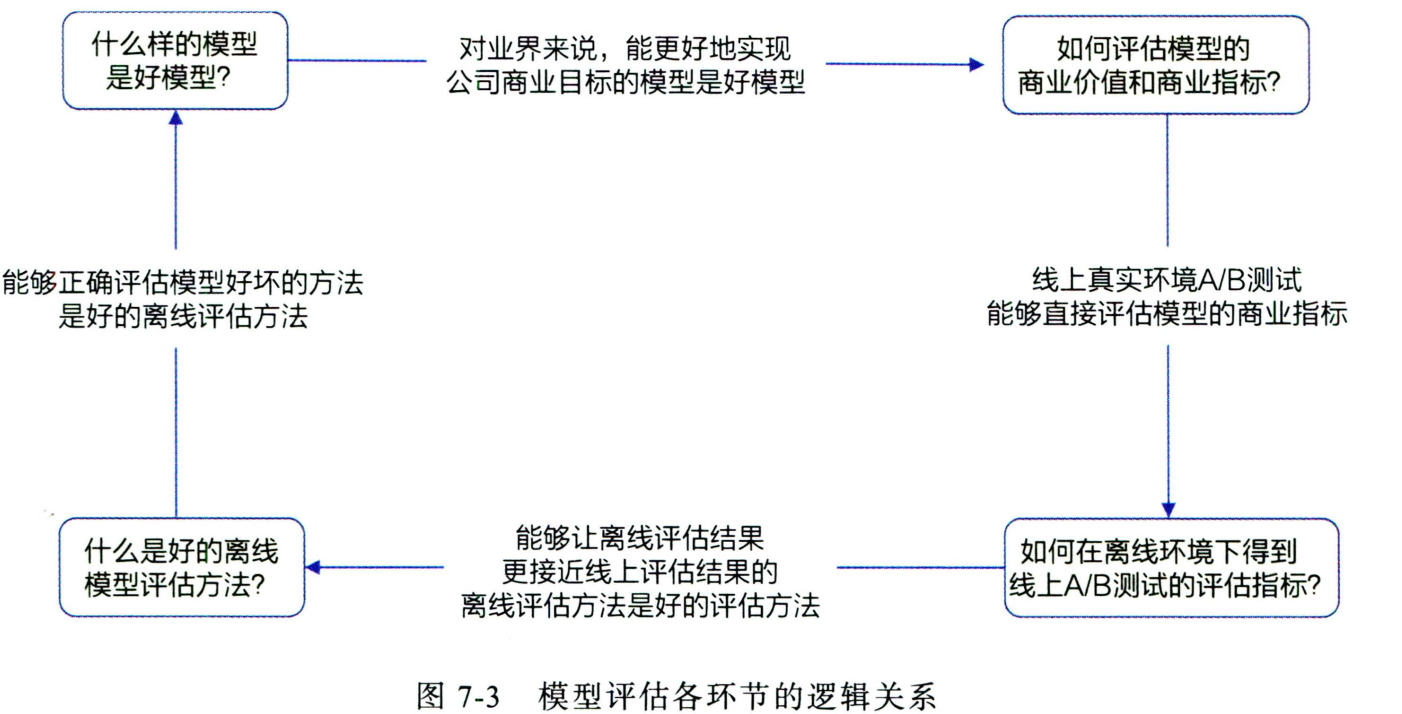 什么样的模型
是好模型?
对业界来说，能更好地实现
公司商业目标的模型是好模型
如何评估模型的
商业价值和商业指标?
线上真实环境A/B测试
能够直接评估模型的商业指标
如何在离线环境下得到
线上A/B测试的评估指标?
能够让离线评估结果
更接近线上评估结果的
离线评估方法是好的评估方法
什么是好的离线
模型评估方法?
能够正确评估模型好坏的方法
是好的离线评估方法
图 7-3 模型评估各环节的逻辑关系